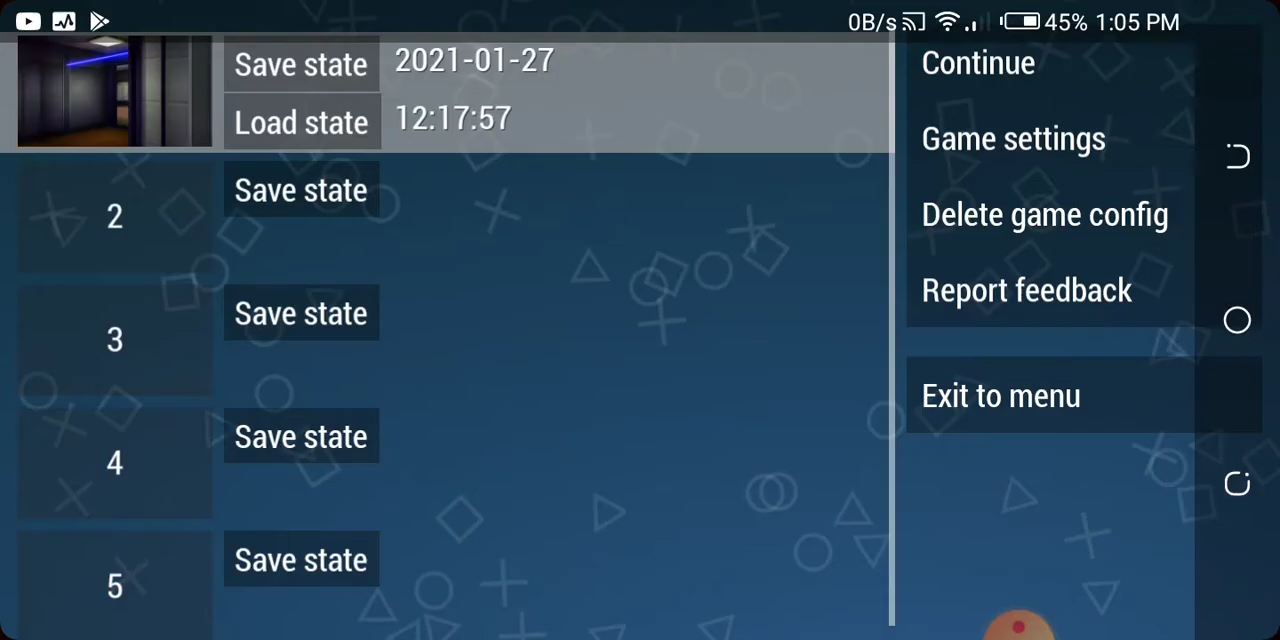 0B/s 45% 1:05 PM
Save state 2021-01-27
Load state 12:17:57
2 Save state
3 Save state
4 Save state
5 Save state
Continue
Game settings
Delete game config
Report feedback
Exit to menu